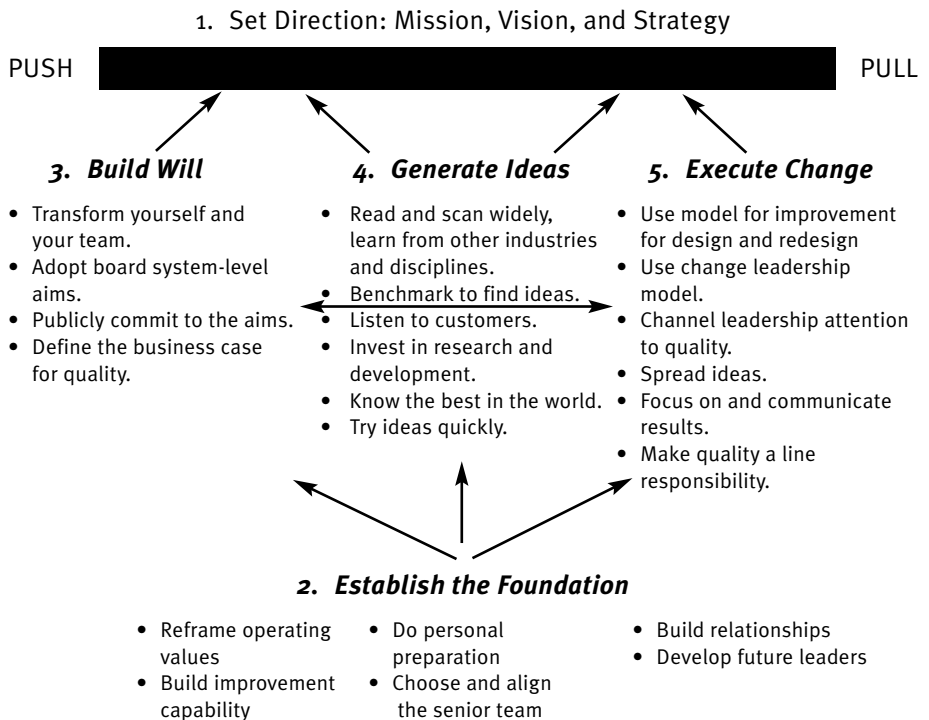 1. Set Direction: Mission, Vision, and Strategy
PUSH
PULL
3. Build Will
• Transform yourself and
your team.
• Adopt board system-level
aims.
• Publicly commit to the aims.
• Define the business case
for quality.
4. Generate Ideas
• Read and scan widely,
learn from other industries
and disciplines.
• Benchmark to find ideas.
• Listen to customers.
• Invest in research and
development.
• Know the best in the world.
• Try ideas quickly.
5. Execute Change
• Use model for improvement
for design and redesign
• Use change leadership
model.
• Channel leadership attention
to quality.
• Spread ideas.
• Focus on and communicate
results.
• Make quality a line
responsibility.
2. Establish the Foundation
• Reframe operating
values
• Build improvement
capability
• Do personal
preparation
• Choose and align
the senior team
• Build relationships
• Develop future leaders